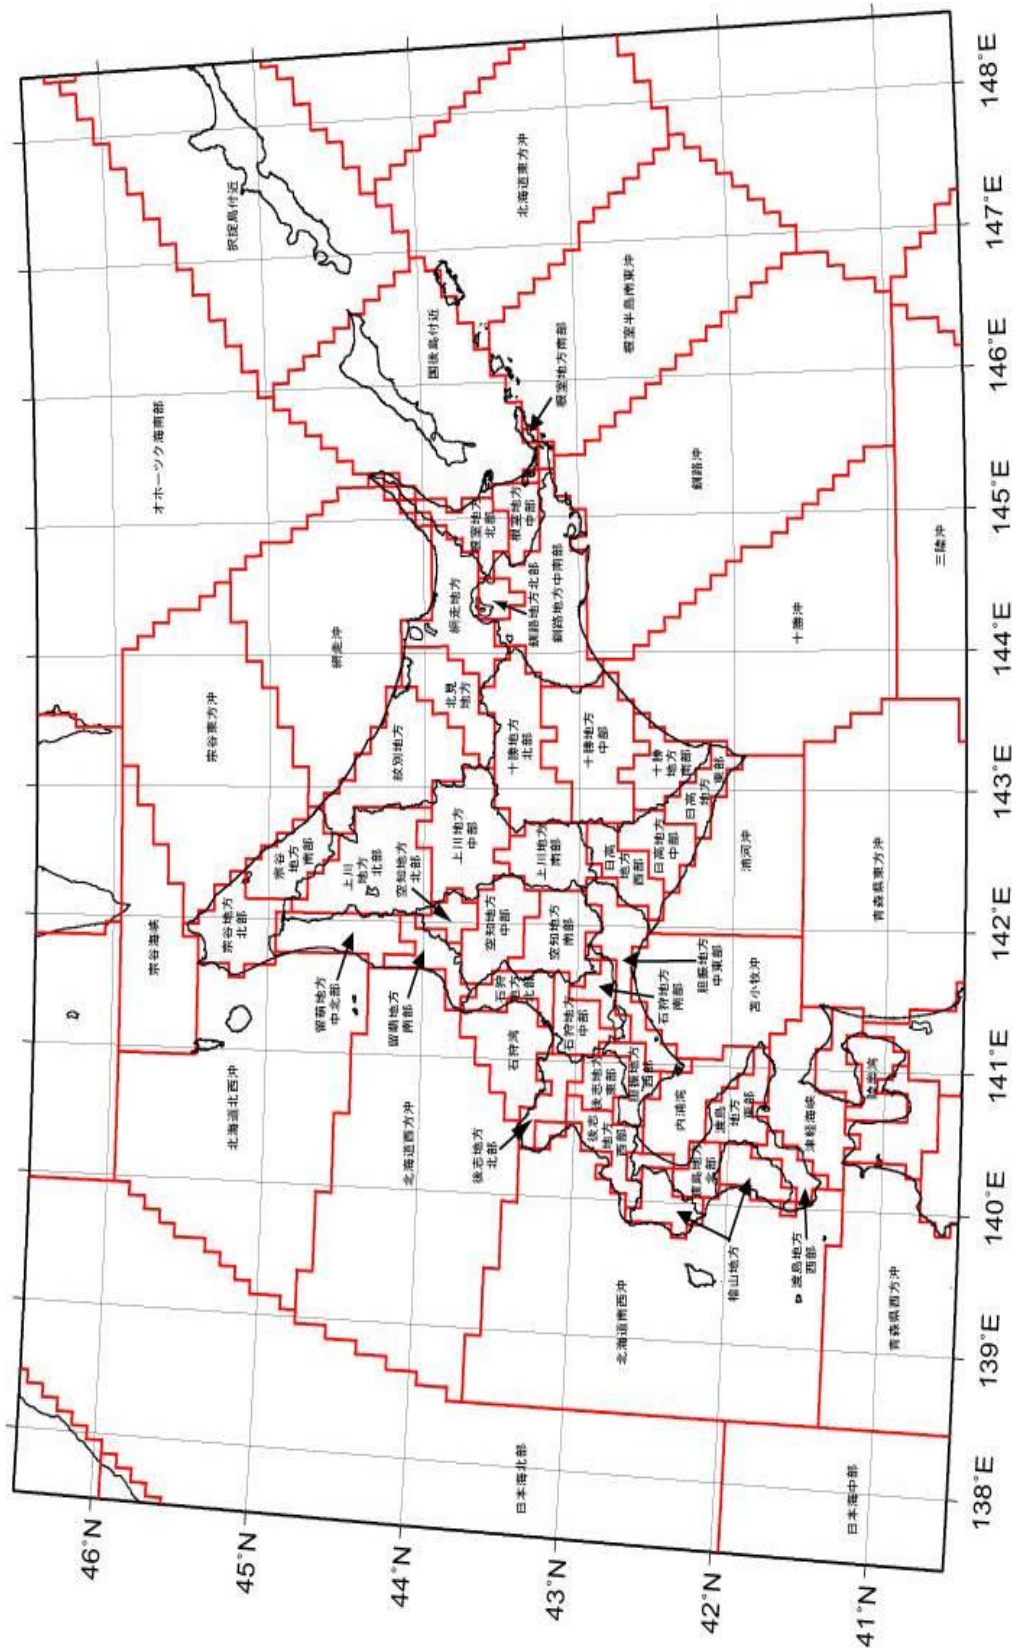 オホーツク海南部
択捉島付近
北海道東方沖
国後島付近
根室半島南東沖
根室地方南部
釧路沖
三陸沖
十勝沖
網走沖
宗谷東方沖
宗谷海峡
根室地方
北部
根室地方
中部
網走地方
釧路地方北部
釧路地方中南部
北見
地方
紋別地方
十勝地方
北部
十勝地方
中部
十勝
地方
南部
日高
地方
東部
日高地方
中部
日高
地方
西部
浦河沖
青森県東方沖
上川地方
中部
上川地方
南部
上川
地方
北部
宗谷
地方
南部
宗谷地方
北部
空知地方
北部
空知地方
中部
空知地方
南部
留萌地方
中北部
留萌地方
南部
石狩
地方
北部
石狩地方
中部
石狩地方
南部
胆振地方
中東部
苫小牧沖
石狩湾
後志地方
北部
後志地方
東部
後志
地方
西部
胆振地方
西部
内浦湾
渡島
地方
東部
渡島地方
北部
渡島地方
西部
檜山地方
津軽海峡
陸奥湾
北海道北西沖
北海道西方沖
北海道南西沖
青森県西方沖
日本海北部
日本海中部
46°N
45°N
44°N
43°N
42°N
41°N
138°E
139°E
140°E
141°E
142°E
143°E
144°E
145°E
146°E
147°E
148°E